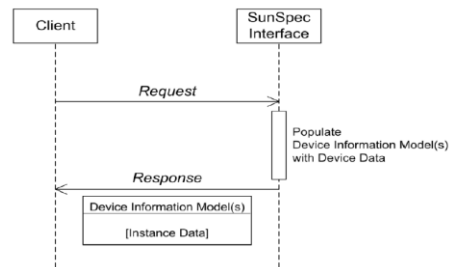 Client
SunSpec
Interface
Request
Populate
Device Information Model(s)
with Device Data
Response
Device Information Model(s)
[Instance Data]